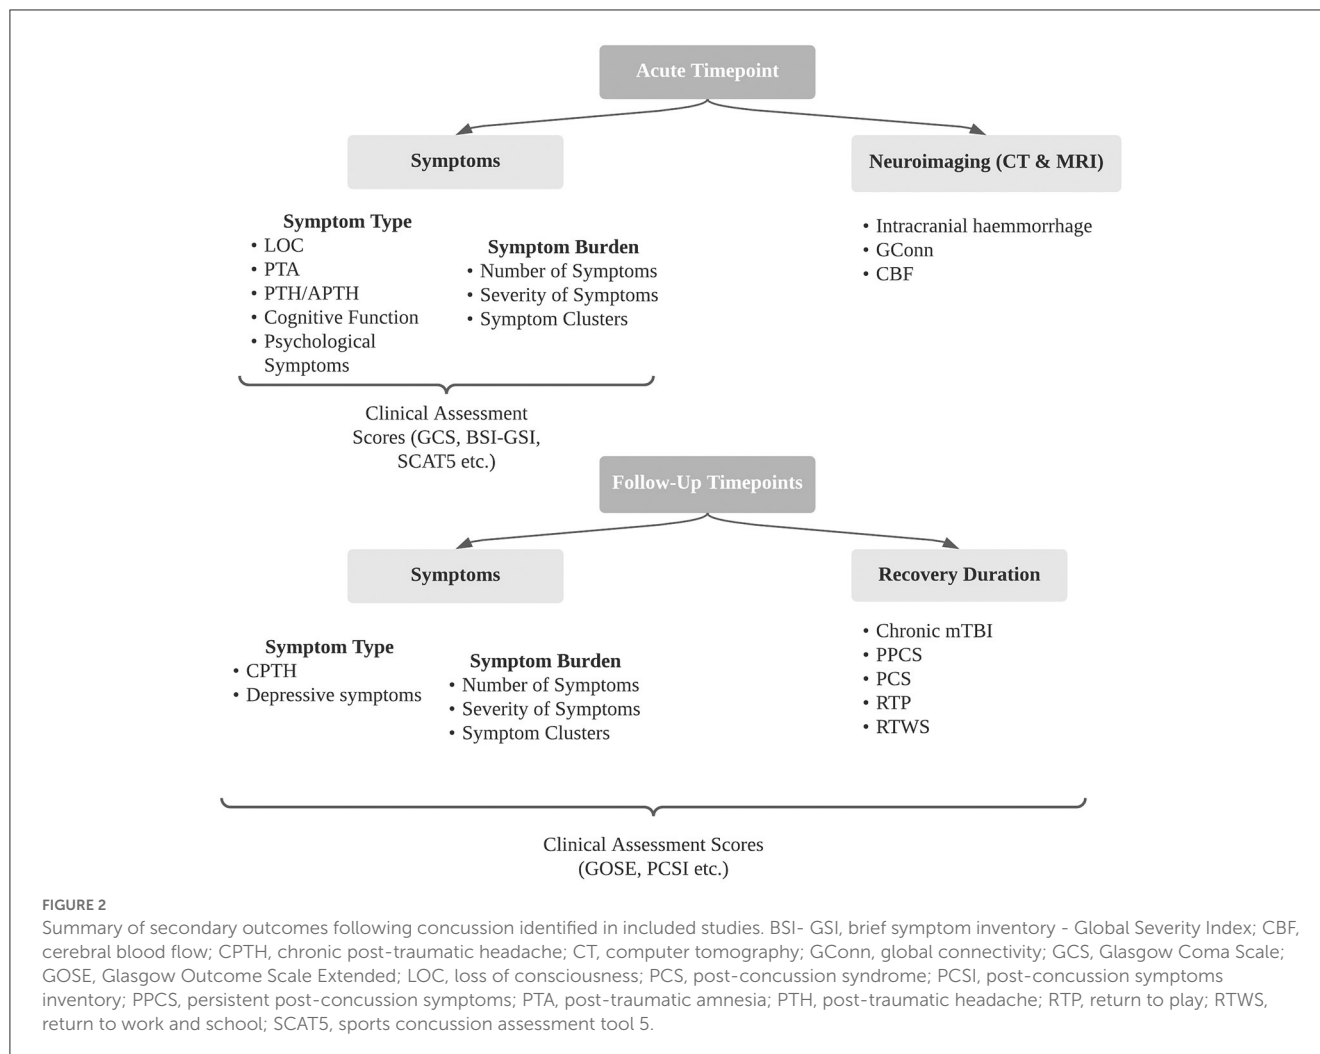 Acute Timepoint
Symptoms
Neuroimaging (CT & MRI)
Symptom Type
• LOC
• PTA
• PTH/APTH
• Cognitive Function
• Psychological
Symptoms
Symptom Burden
• Number of Symptoms
• Severity of Symptoms
• Symptom Clusters
• Intracranial haemmorrhage
• GConn
• CBF
Clinical Assessment
Scores (GCS, BSI-GSI,
SCAT5 etc.)
Follow-Up Timepoints
Symptoms
Recovery Duration
Symptom Type
• CPTH
• Depressive symptoms
Symptom Burden
• Number of Symptoms
• Severity of Symptoms
• Symptom Clusters
• Chronic mTBI
• PPCS
• PCS
• RTP
• RTWS
Clinical Assessment Scores
(GOSE, PCSI etc.)
FIGURE 2
Summary of secondary outcomes following concussion identified in included studies. BSI- GSI, brief symptom inventory - Global Severity Index; CBF,
cerebral blood flow; CPTH, chronic post-traumatic headache; CT, computer tomography; GConn, global connectivity; GCS, Glasgow Coma Scale;
GOSE, Glasgow Outcome Scale Extended; LOC, loss of consciousness; PCS, post-concussion syndrome; PCSI, post-concussion symptoms
inventory; PPCS, persistent post-concussion symptoms; PTA, post-traumatic amnesia; PTH, post-traumatic headache; RTP, return to play; RTWS,
return to work and school; SCAT5, sports concussion assessment tool 5.